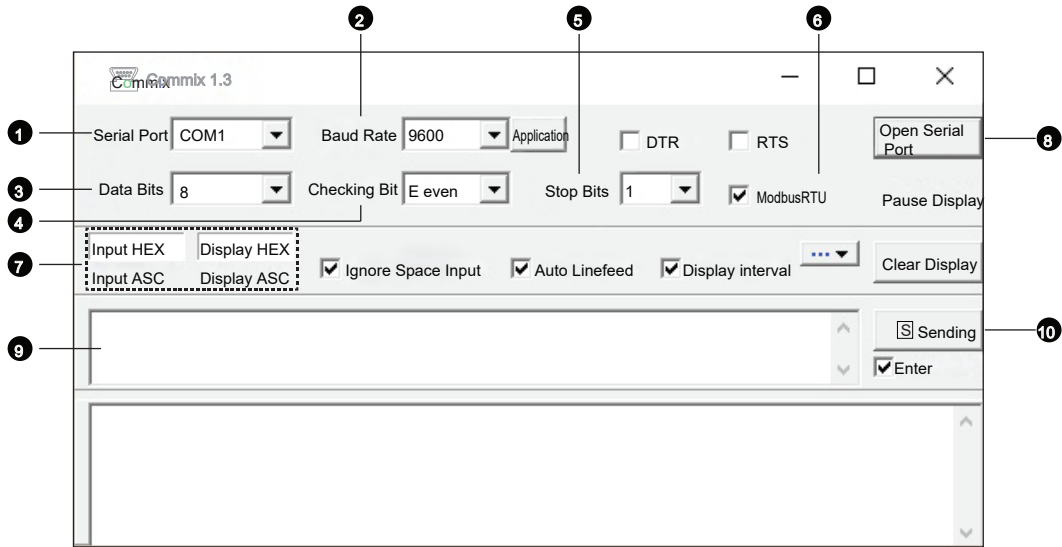 2
5
6
Commix
Commix 1.3
1
Serial Port COM1
Baud Rate 9600 Application
DTR
RTS
Open Serial Port
8
3
Data Bits 8
Checking Bit E even
Stop Bits 1
ModbusRTU
Pause Display
4
7
Input HEX Display HEX
Input ASC Display ASC
Ignore Space Input
Auto Linefeed
Display interval
...
Clear Display
9
S Sending
10
Enter